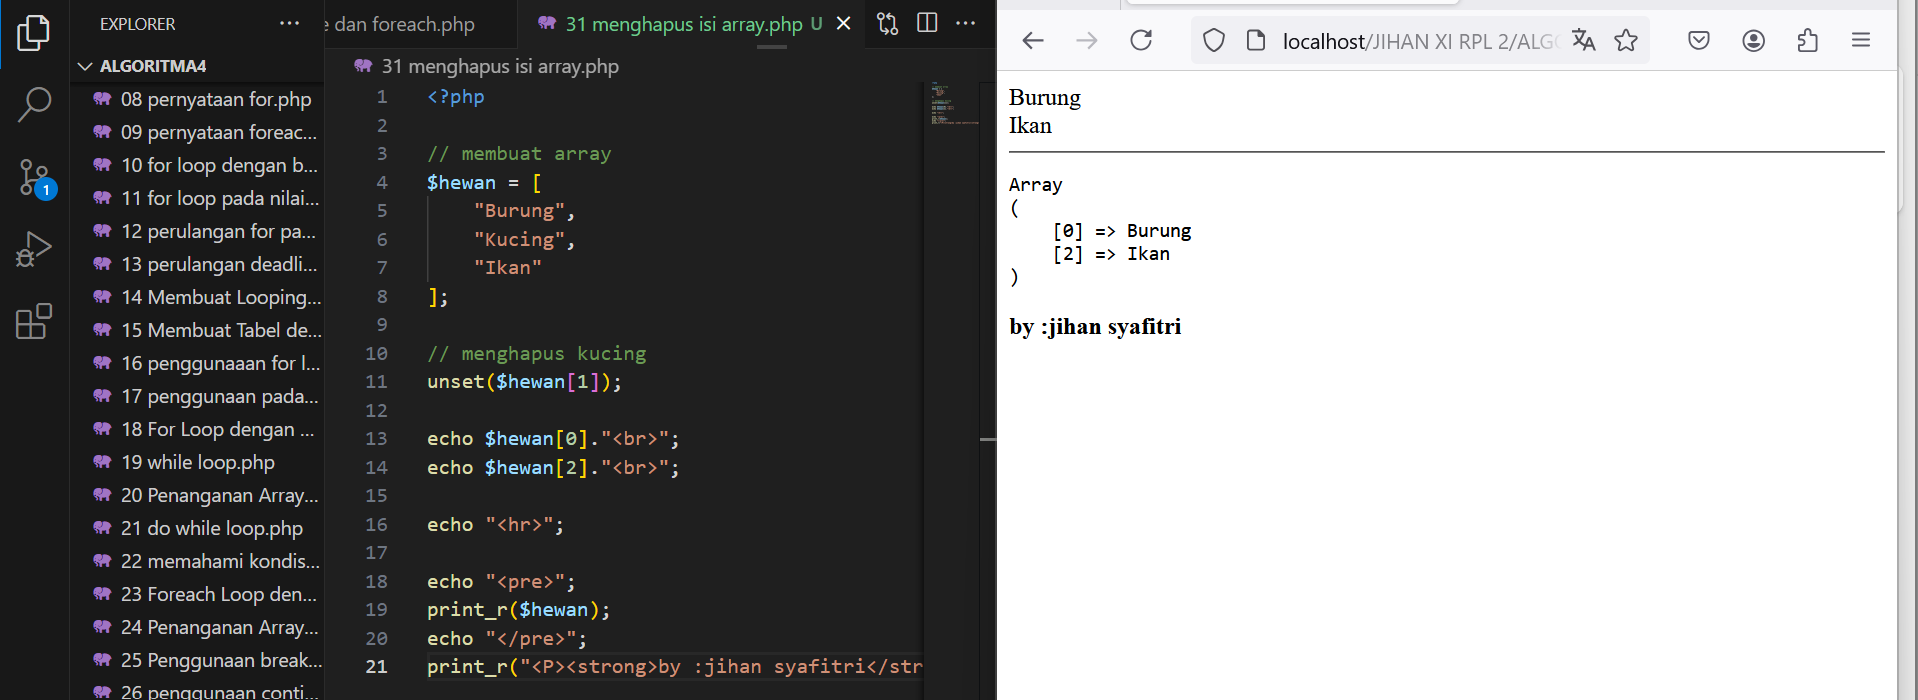 EXPLORER
ALGORITMA4
08 pernyataan for.php
09 pernyataan foreac...
10 for loop dengan b...
11 for loop pada nilai...
12 perulangan for pa...
13 perulangan deadli...
14 Membuat Looping...
15 Membuat Tabel de...
16 penggunaaan for l...
17 penggunaan pada...
18 For Loop dengan ...
19 while loop.php
20 Penanganan Array...
21 do while loop.php
22 memahami kondis...
23 Foreach Loop den...
24 Penanganan Array...
25 Penggunaan break...
26 penggunaan conti...
1
e dan foreach.php
31 menghapus isi array.php U
31 menghapus isi array.php
1 <?php
2
3 // membuat array
4 $hewan = [
5 "Burung",
6 "Kucing",
7 "Ikan"
8 ];
9
10 // menghapus kucing
11 unset($hewan[1]);
12
13 echo $hewan[0]."<br>";
14 echo $hewan[2]."<br>";
15
16 echo "<hr>";
17
18 echo "<pre>";
19 print_r($hewan);
20 echo "</pre>";
21 print_r("<P><strong>by :jihan syafitri</str
localhost/JIHAN XI RPL 2/ALG
Burung
Ikan
Array
(
[0] => Burung
[2] => Ikan
)
by :jihan syafitri